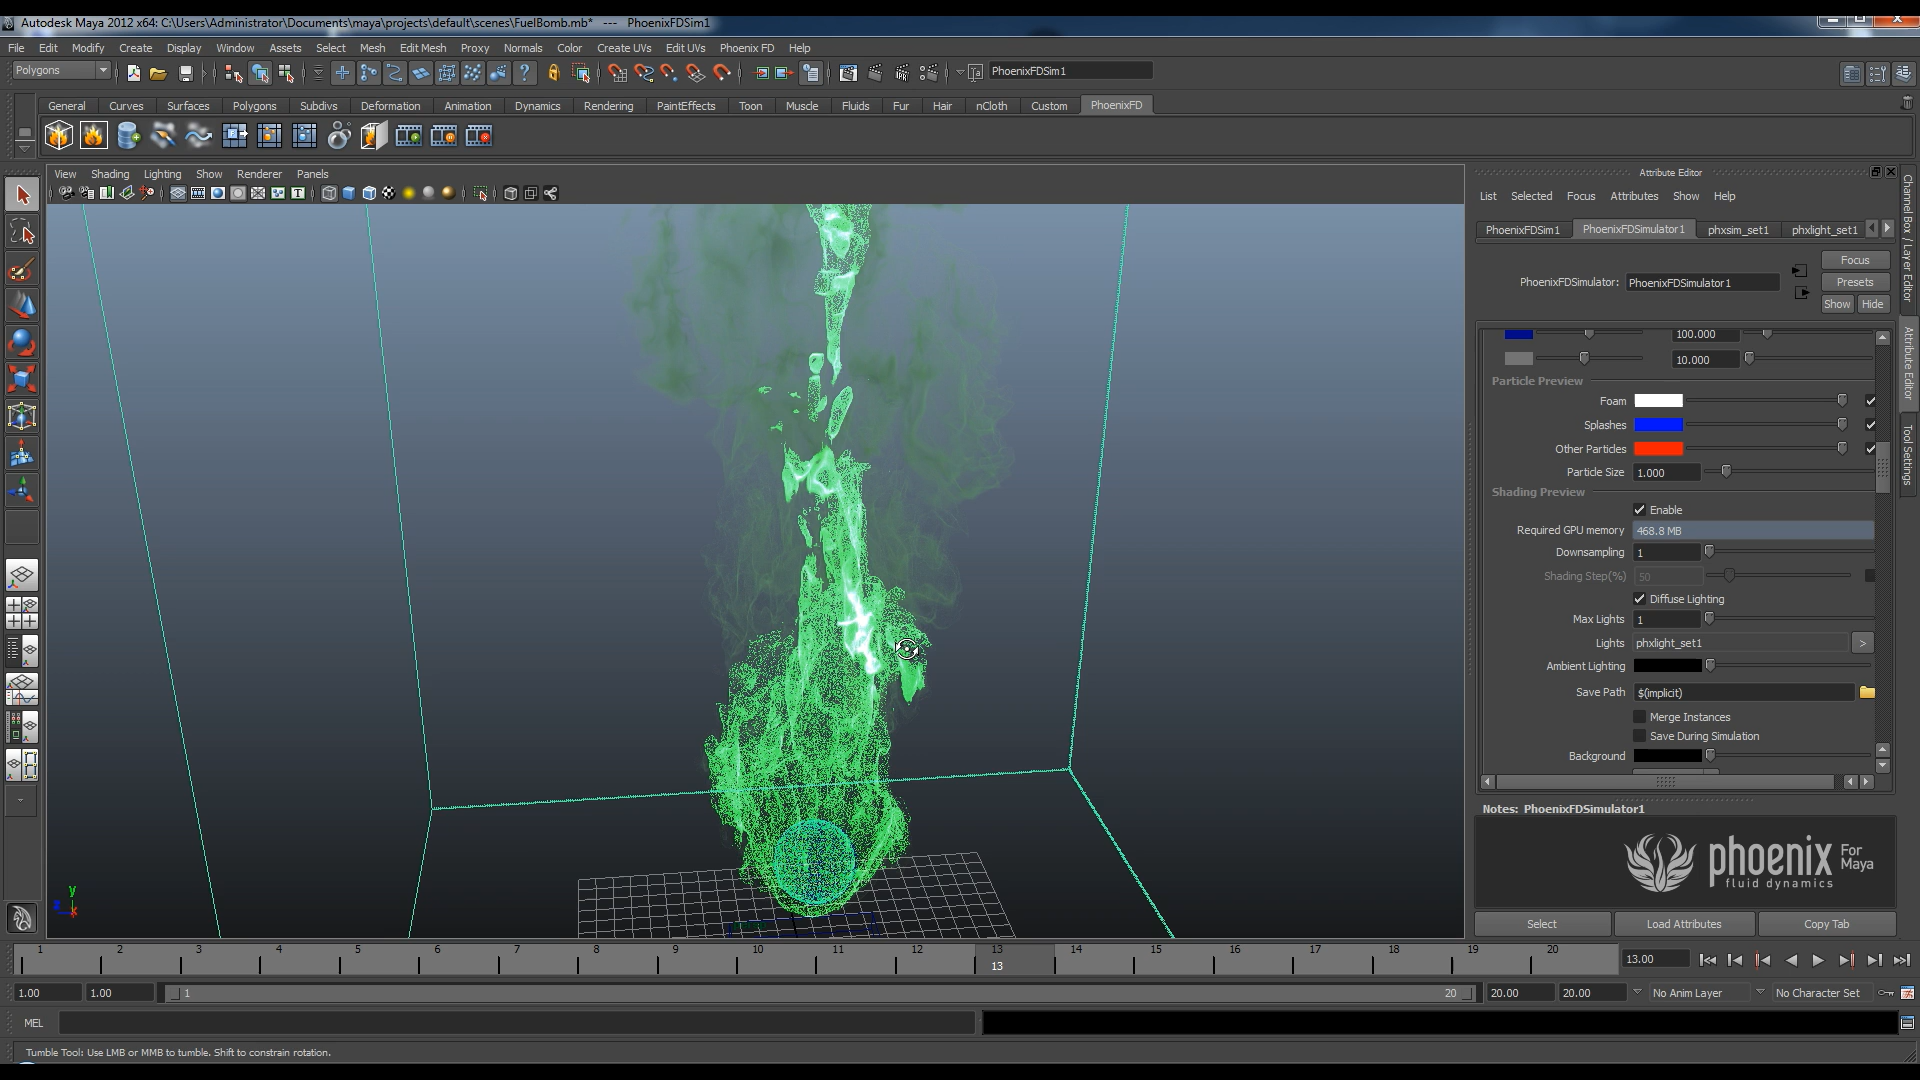 Autodesk Maya 2012 x64: C:\Users\Administrator\Documents\maya\projects\default\scenes\FuelBomb.mb* --- PhoenixFDSim1
File Edit Modify Create Display Window Assets Select Mesh Edit Mesh Proxy Normals Color Create UVs Edit UVs Phoenix FD Help
Polygons PhoenixFDSim1
General Curves Surfaces Polygons Subdivs Deformation Animation Dynamics Rendering PaintEffects Toon Muscle Fluids Fur Hair nCloth Custom PhoenixFD
View Shading Lighting Show Renderer Panels
Attribute Editor
List Selected Focus Attributes Show Help
PhoenixFDSim1 PhoenixFDSimulator1 phxsim_set1 phxlight_set1
Focus
PhoenixFDSimulator: PhoenixFDSimulator1 Presets
Show Hide
100.000
10.000
Particle Preview
Foam
Splashes
Other Particles
Particle Size 1.000
Shading Preview
Enable
Required GPU memory 468.8 MB
Downsampling 1
Shading Step(%) 50
Diffuse Lighting
Max Lights 1
Lights phxlight_set1 >
Ambient Lighting
Save Path $(implicit)
Merge Instances
Save During Simulation
Background
Notes: PhoenixFDSimulator1
phoenix For Maya
fluid dynamics
Select Load Attributes Copy Tab
Channel Box / Layer Editor
Attribute Editor
Tool Settings
y
1 2 3 4 5 6 7 8 9 10 11 12 13 14 15 16 17 18 19 20
13 13.00
1.00 1.00 1 20 20.00 20.00 No Anim Layer No Character Set
MEL
Tumble Tool: Use LMB or MMB to tumble. Shift to constrain rotation.